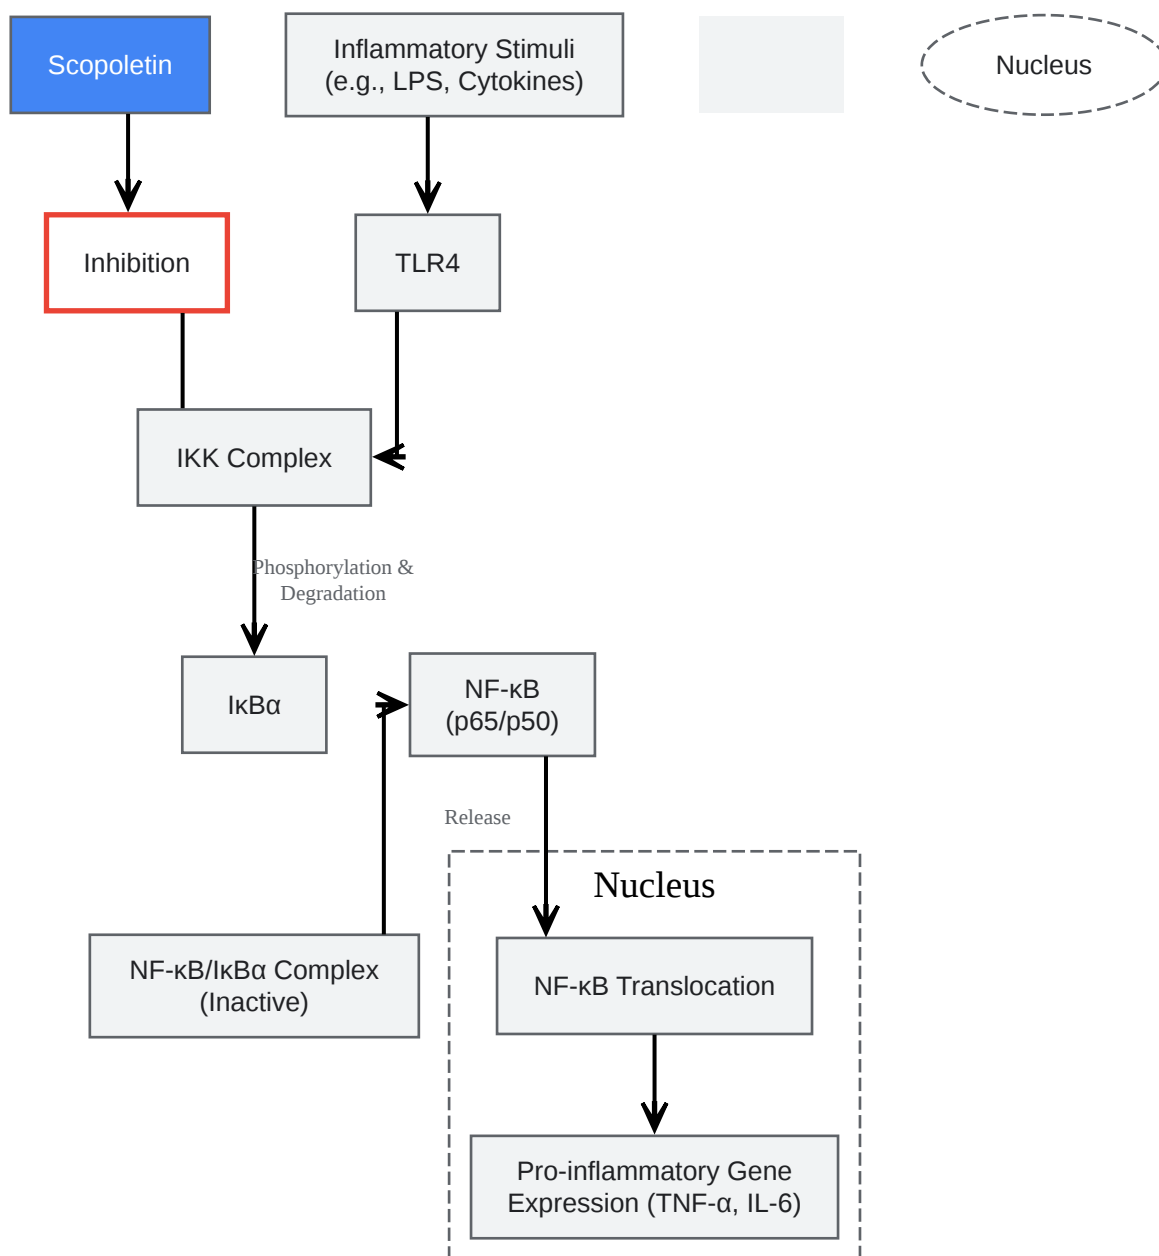 Scopoletin
Inflammatory Stimuli
(e.g., LPS, Cytokines)
Nucleus
Inhibition
TLR4
IKK Complex
Phosphorylation &
Degradation
IκBα
NF-κB
(p65/p50)
Release
Nucleus
NF-κB/IκBα Complex
(Inactive)
NF-κB Translocation
Pro-inflammatory Gene
Expression (TNF-α, IL-6)